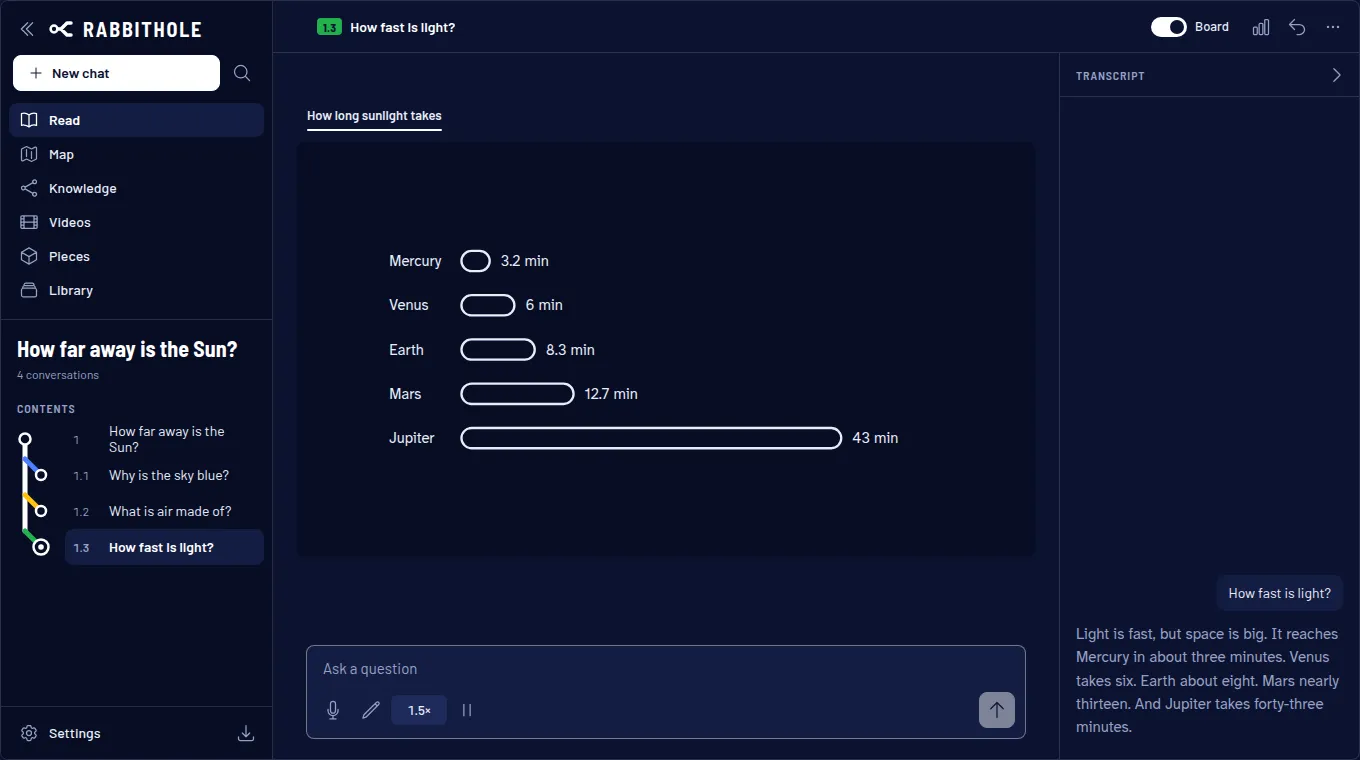 RABBITHOLE
New chat
Read
Map
Knowledge
Videos
Pieces
Library
How far away is the Sun?
4 conversations
CONTENTS
1 How far away is the
Sun?
1.1 Why is the sky blue?
1.2 What is air made of?
1.3 How fast is light?
Settings
1.3 How fast is light?
Board
How long sunlight takes
Mercury 3.2 min
Venus 6 min
Earth 8.3 min
Mars 12.7 min
Jupiter 43 min
Ask a question
1.5×
TRANSCRIPT
How fast is light?
Light is fast, but space is big. It reaches
Mercury in about three minutes. Venus
takes six. Earth about eight. Mars nearly
thirteen. And Jupiter takes forty-three
minutes.